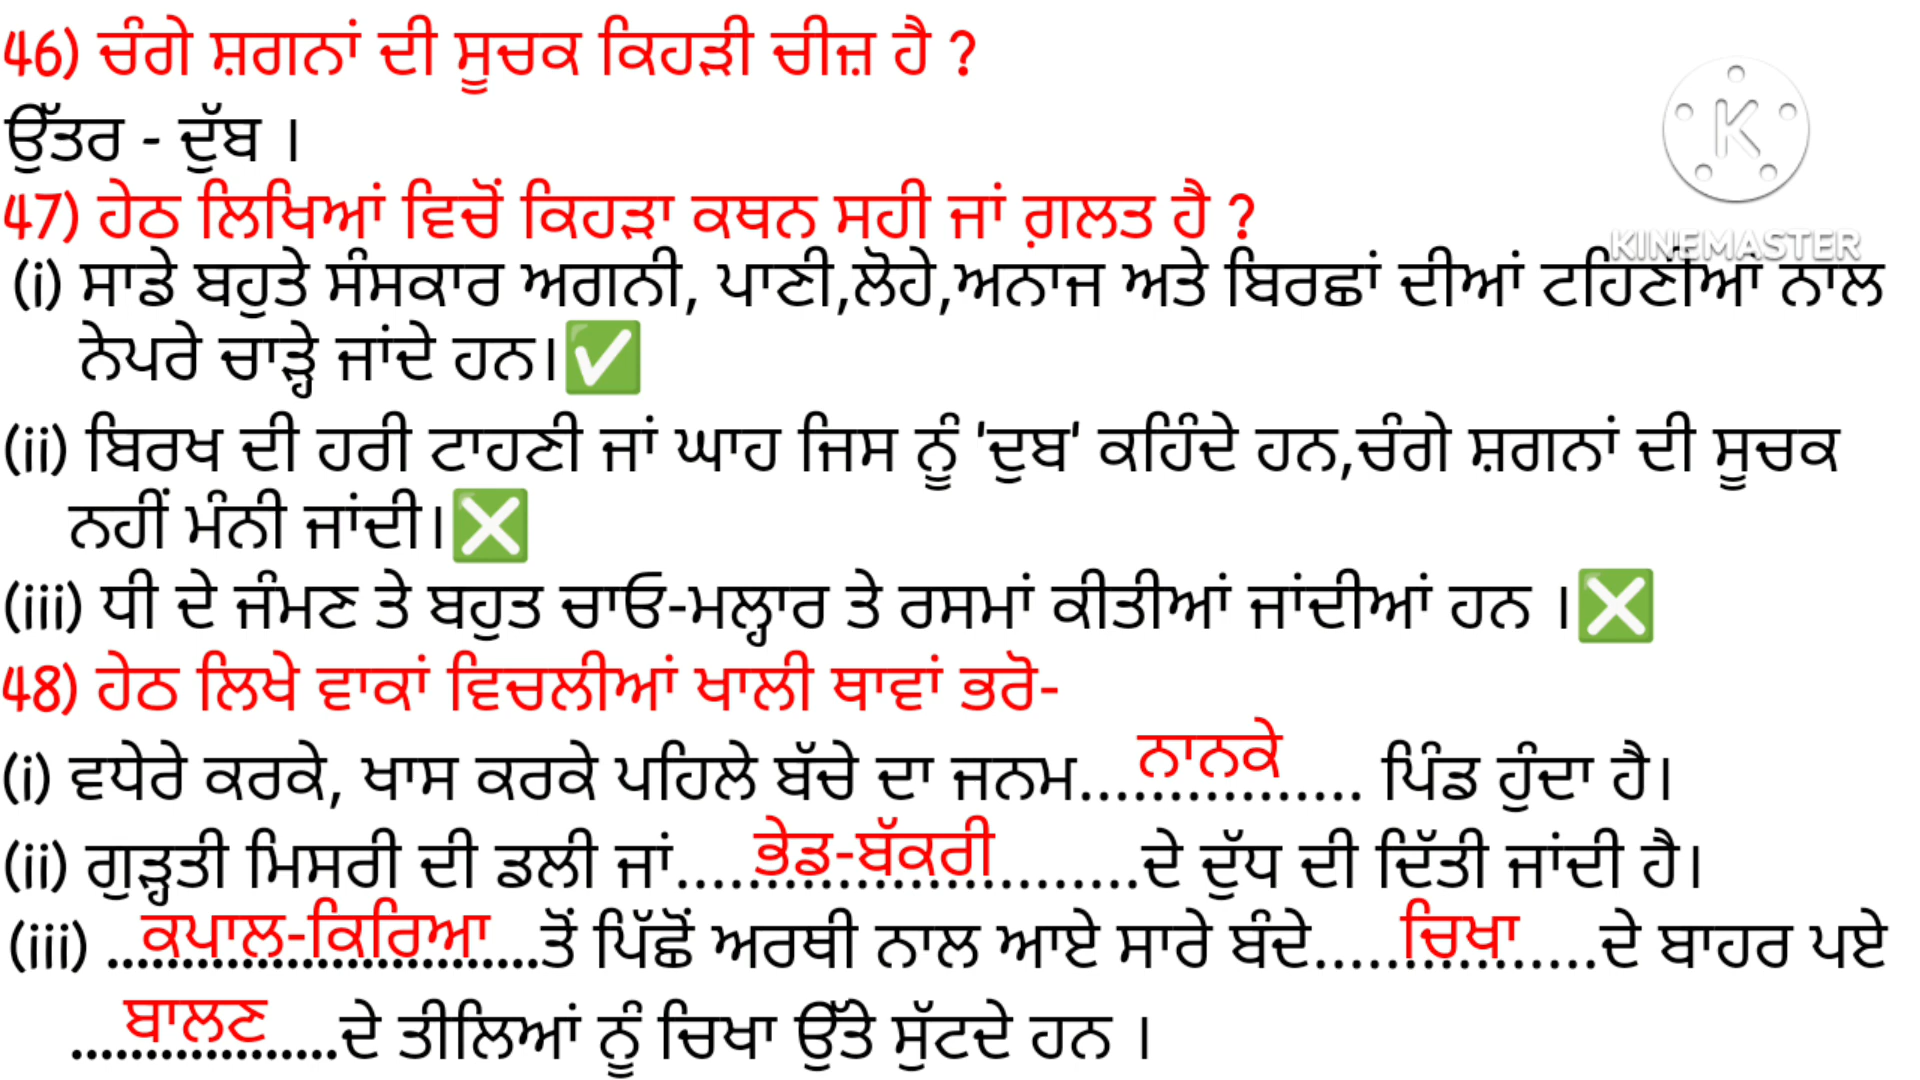 46) ਚੰਗੇ ਸ਼ਗਨਾਂ ਦੀ ਸੂਚਕ ਕਿਹੜੀ ਚੀਜ਼ ਹੈ ?
ਉੱਤਰ - ਦੁੱਬ ।
47) ਹੇਠ ਲਿਖਿਆਂ ਵਿਚੋਂ ਕਿਹੜਾ ਕਥਨ ਸਹੀ ਜਾਂ ਗ਼ਲਤ ਹੈ ?
KINEMASTER
(i) ਸਾਡੇ ਬਹੁਤੇ ਸੰਸਕਾਰ ਅਗਨੀ, ਪਾਣੀ,ਲੋਹੇ,ਅਨਾਜ ਅਤੇ ਬਿਰਛਾਂ ਦੀਆਂ ਟਹਿਣੀਆਂ ਨਾਲ
ਨੇਪਰੇ ਚਾੜ੍ਹੇ ਜਾਂਦੇ ਹਨ।✅
(ii) ਬਿਰਖ ਦੀ ਹਰੀ ਟਾਹਣੀ ਜਾਂ ਘਾਹ ਜਿਸ ਨੂੰ 'ਦੁਬ' ਕਹਿੰਦੇ ਹਨ,ਚੰਗੇ ਸ਼ਗਨਾਂ ਦੀ ਸੂਚਕ
ਨਹੀਂ ਮੰਨੀ ਜਾਂਦੀ।❎
(iii) ਧੀ ਦੇ ਜੰਮਣ ਤੇ ਬਹੁਤ ਚਾਓ-ਮਲ੍ਹਾਰ ਤੇ ਰਸਮਾਂ ਕੀਤੀਆਂ ਜਾਂਦੀਆਂ ਹਨ ।❎
48) ਹੇਠ ਲਿਖੇ ਵਾਕਾਂ ਵਿਚਲੀਆਂ ਖਾਲੀ ਥਾਵਾਂ ਭਰੋ-
(i) ਵਧੇਰੇ ਕਰਕੇ, ਖਾਸ ਕਰਕੇ ਪਹਿਲੇ ਬੱਚੇ ਦਾ ਜਨਮ.....ਨਾਨਕੇ..... ਪਿੰਡ ਹੁੰਦਾ ਹੈ।
(ii) ਗੁੜ੍ਹਤੀ ਮਿਸਰੀ ਦੀ ਡਲੀ ਜਾਂ.....ਭੇਡ-ਬੱਕਰੀ.....ਦੇ ਦੁੱਧ ਦੀ ਦਿੱਤੀ ਜਾਂਦੀ ਹੈ।
(iii) .....ਕਪਾਲ-ਕਿਰਿਆ.....ਤੋਂ ਪਿੱਛੋਂ ਅਰਥੀ ਨਾਲ ਆਏ ਸਾਰੇ ਬੰਦੇ.....ਚਿਖਾ.....ਦੇ ਬਾਹਰ ਪਏ
.....ਬਾਲਣ.....ਦੇ ਤੀਲਿਆਂ ਨੂੰ ਚਿਖਾ ਉੱਤੇ ਸੁੱਟਦੇ ਹਨ ।